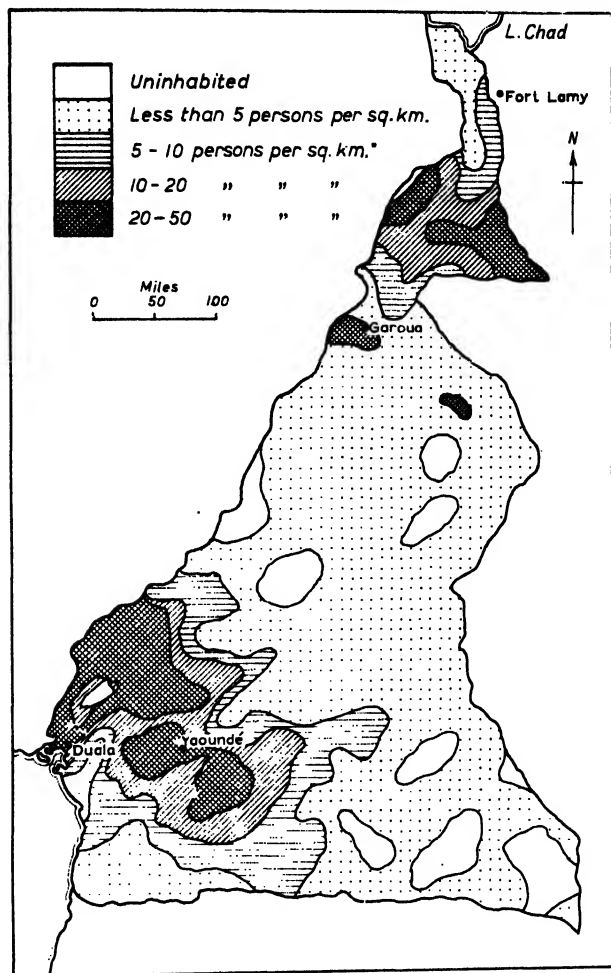 L. Chad
Uninhabited
Less than 5 persons per sq. km.
Fort Lamy
5 - 10 persons per sq. km."
N
10 - 20 " " "
20 - 50 " " "
Miles
0 50 100
Garoua
Duala
Yaoundé